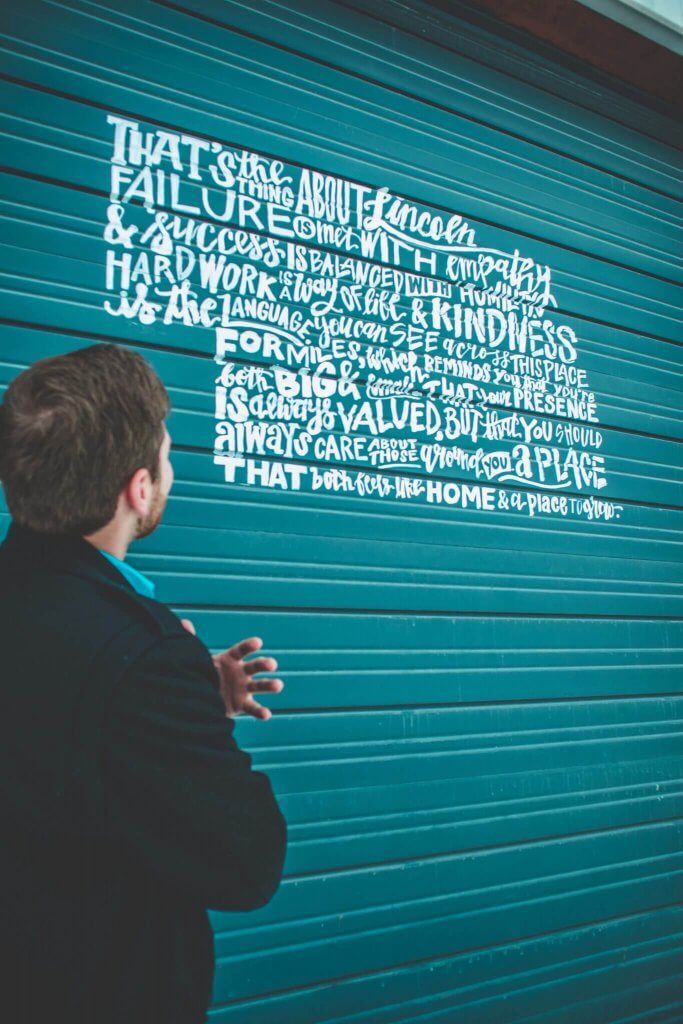 THAT'S the THING ABOUT Lincoln
FAILURE IS met WITH empathy
& success IS BALANCED WITH HUMILITY
HARD WORK IS A way of life & KINDNESS
is the LANGUAGE you can SEE across THIS PLACE
FOR MILES, which REMINDS you that you're
both BIG & small THAT your PRESENCE
IS always VALUED, BUT that YOU SHOULD
always CARE ABOUT THOSE around YOU a PLACE
THAT both feels like HOME & a place TO grow.